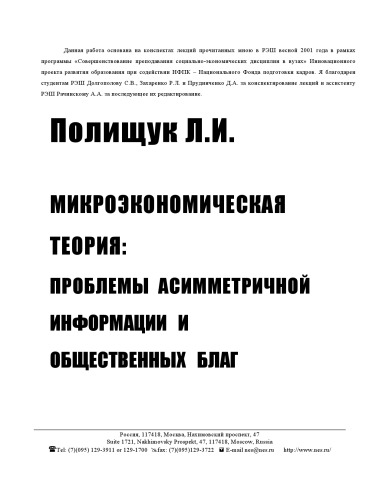 Данная работа основана на конспектах лекций прочитанных мною в РЭШ весной 2001 года в рамках
программы «Совершенствование преподавания социально-экономических дисциплин в вузах» Инновационного
проекта развития образования при содействии НФПК – Национального Фонда подготовки кадров. Я благодарен
студентам РЭШ Долгополову С.В., Захаренко Р.Л. и Прудниченко Д.А. за конспектирование лекций и ассистенту
РЭШ Рачинскому А.А. за последующее их редактирование.
Полищук Л.И.
МИКРОЭКОНОМИЧЕСКАЯ
ТЕОРИЯ:
ПРОБЛЕМЫ АСИММЕТРИЧНОЙ
ИНФОРМАЦИИ И
ОБЩЕСТВЕННЫХ БЛАГ
Россия, 117418, Москва, Нахимовский проспект, 47
Suite 1721, Nakhimovsky Prospekt, 47, 117418, Moscow, Russia
Tel: (7)(095) 129-3911 or 129-1700 fax: (7)(095)129-3722 E-mail nes@nes.ru http://www.nes.ru/